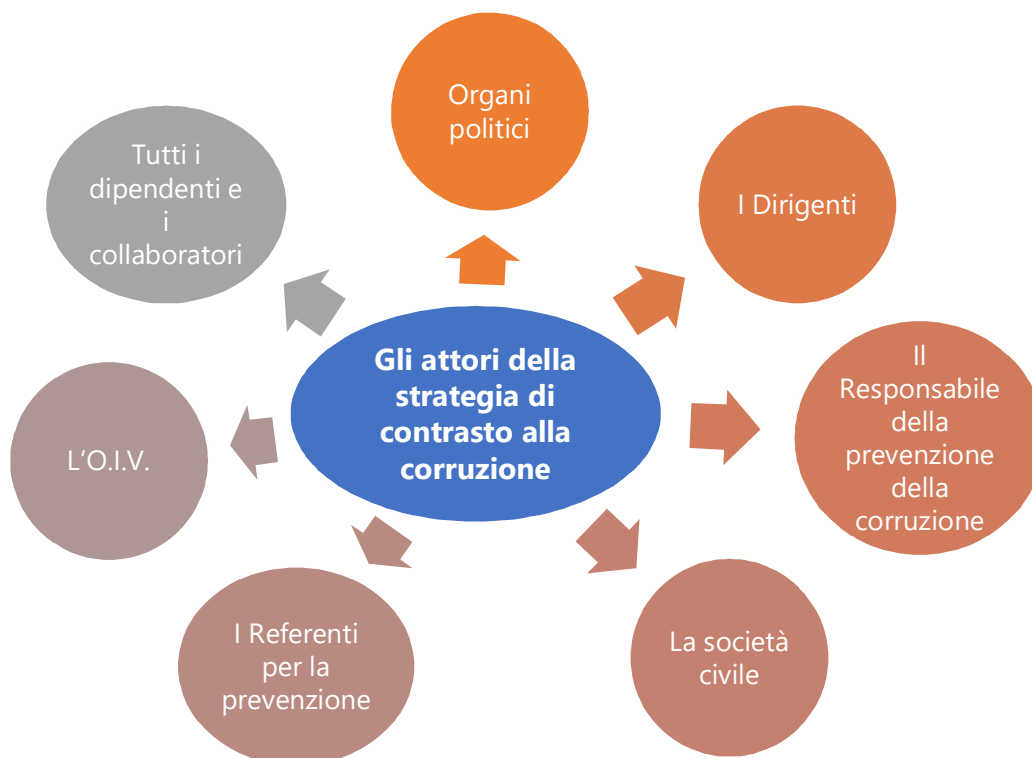 Organi
politici
I Dirigenti
Il
Responsabile
della
prevenzione
della
corruzione
La società
civile
I Referenti
per la
prevenzione
L'O.I.V.
Tutti i
dipendenti e
i
collaboratori
Gli attori della
strategia di
contrasto alla
corruzione